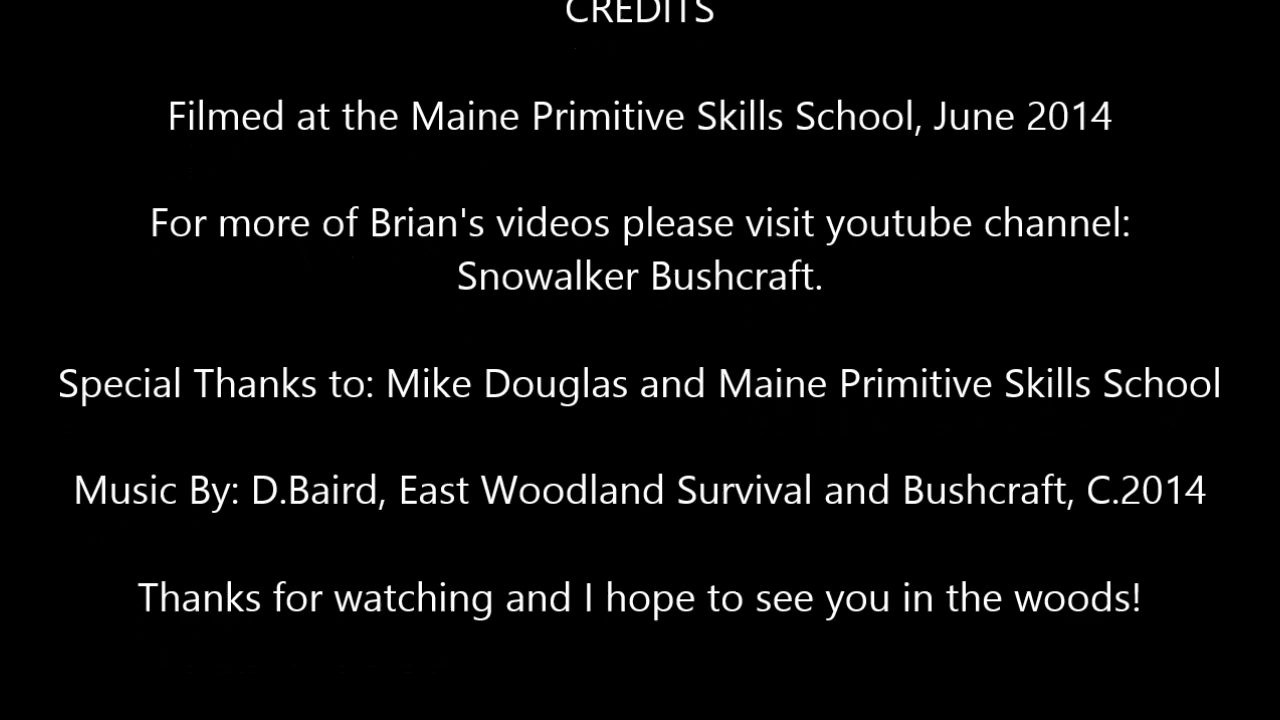 CREDITS
Filmed at the Maine Primitive Skills School, June 2014
For more of Brian's videos please visit youtube channel:
Snowalker Bushcraft.
Special Thanks to: Mike Douglas and Maine Primitive Skills School
Music By: D.Baird, East Woodland Survival and Bushcraft, C.2014
Thanks for watching and I hope to see you in the woods!